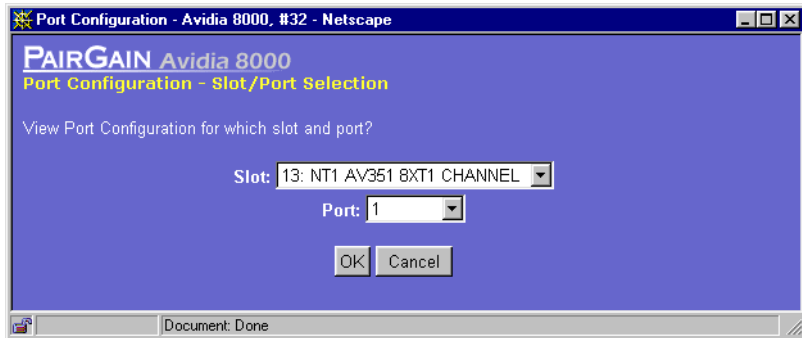 Port Configuration - Avidia 8000, #32 - Netscape
PAIRGAIN Avidia 8000
Port Configuration - Slot/Port Selection
View Port Configuration for which slot and port?
Slot: 13: NT1 AV351 8XT1 CHANNEL
Port: 1
OK Cancel
Document: Done